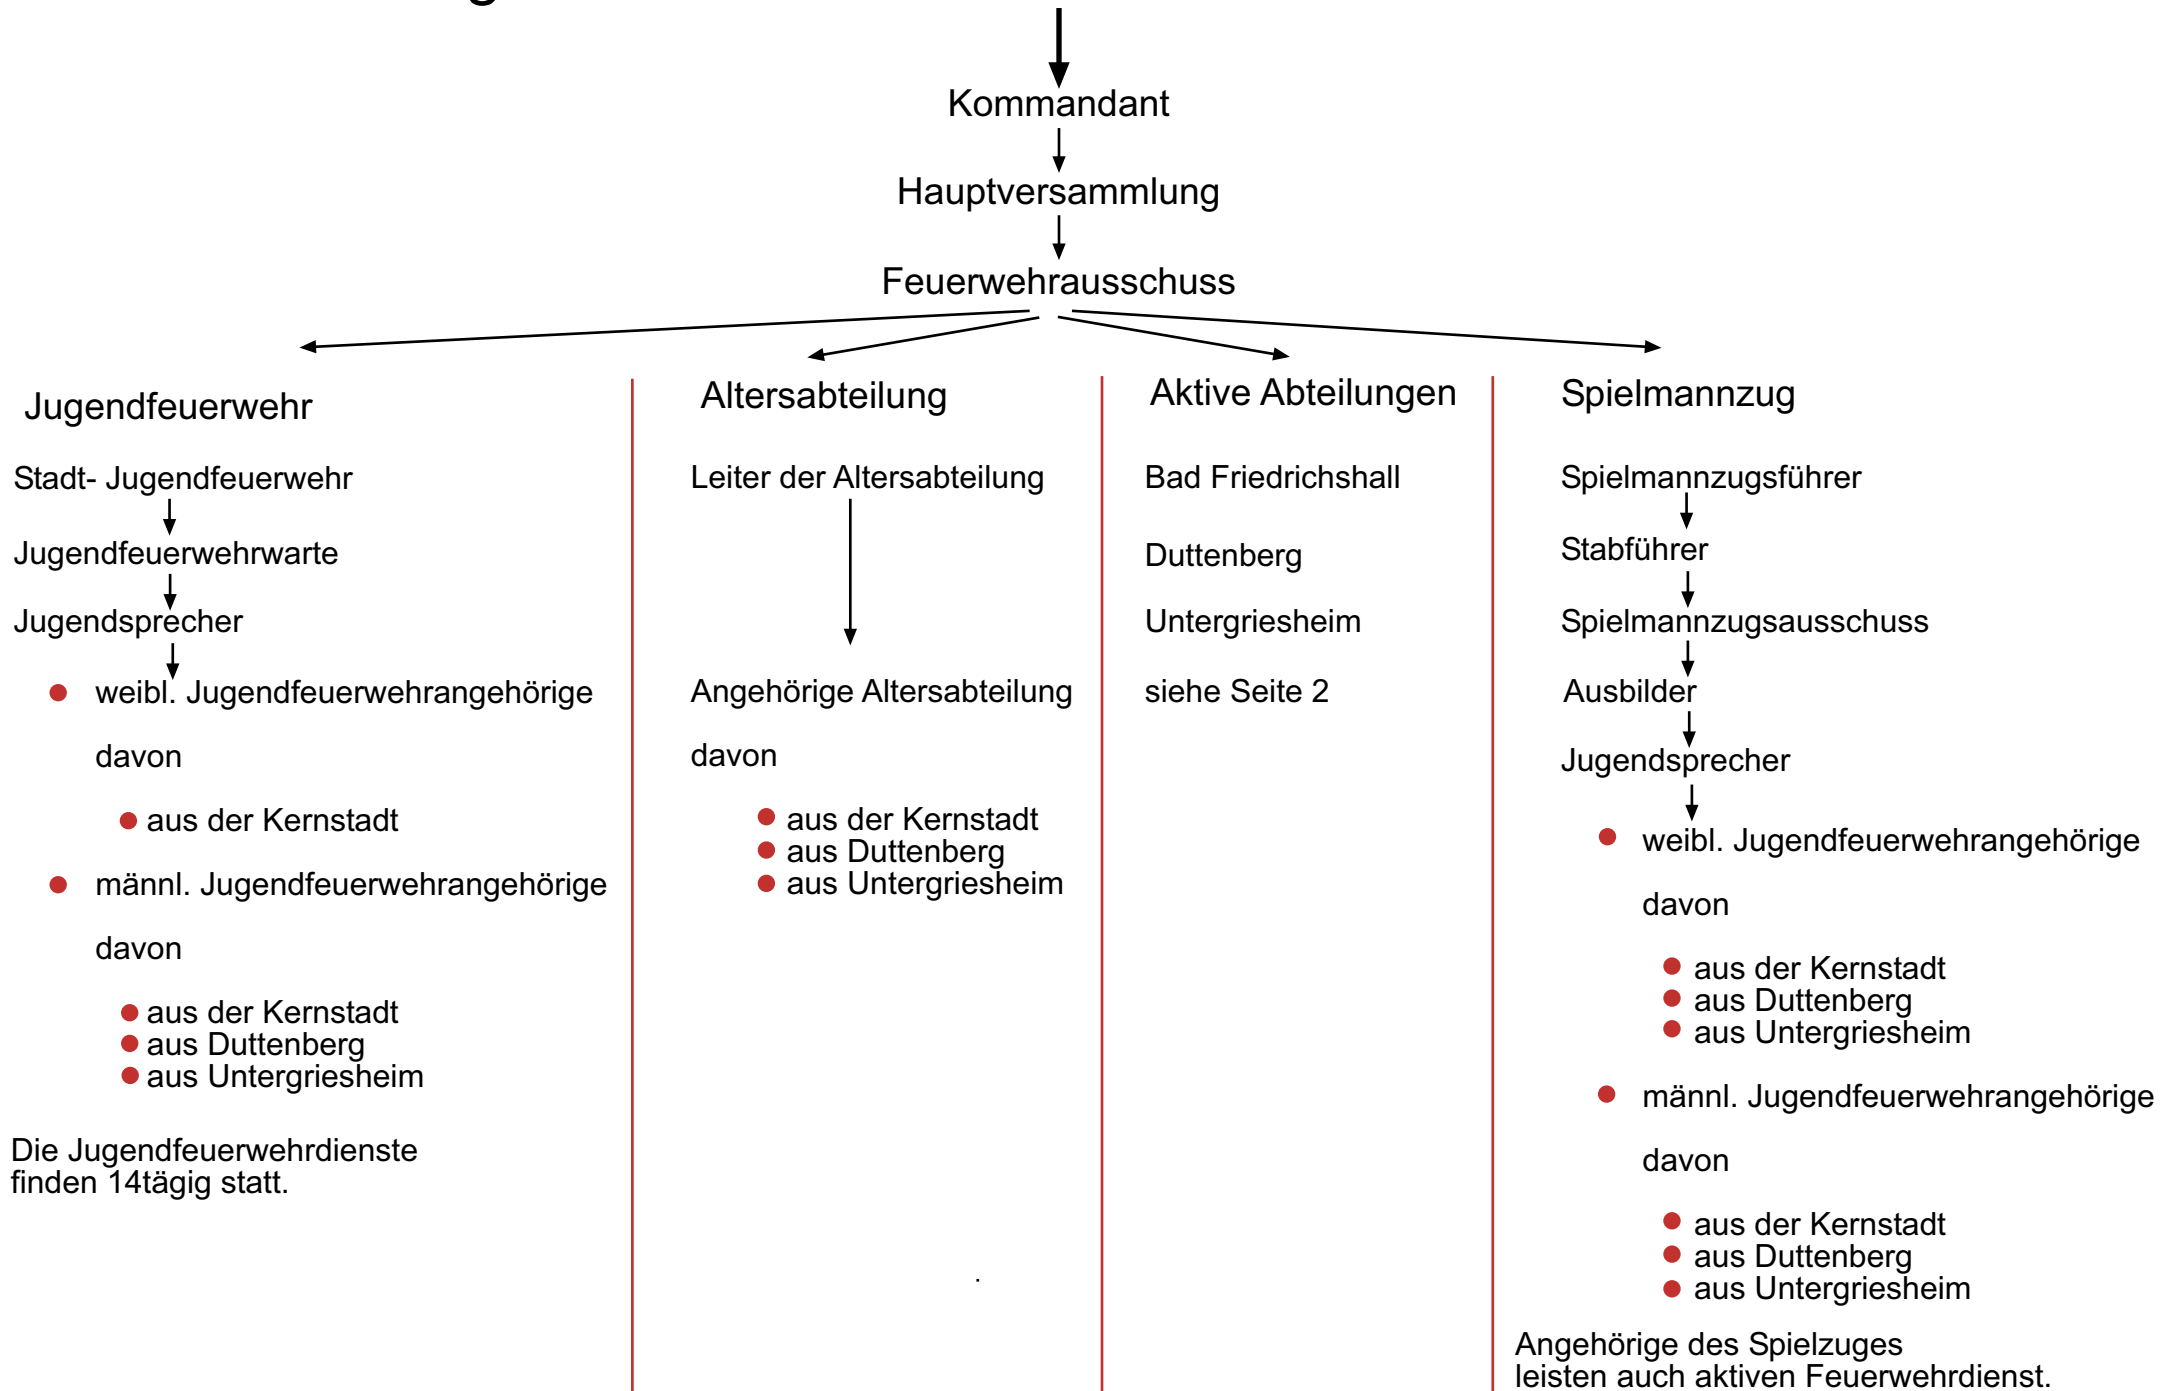 Kommandant
Hauptversammlung
Feuerwehrausschuss
Jugendfeuerwehr
Stadt- Jugendfeuerwehr
Jugendfeuerwehrwarte
Jugendsprecher
weibl. Jugendfeuerwehrangehörige
davon
aus der Kernstadt
männl. Jugendfeuerwehrangehörige
davon
aus der Kernstadt
aus Duttenberg
aus Untergriesheim
Die Jugendfeuerwehrdienste
finden 14tägig statt.
Altersabteilung
Leiter der Altersabteilung
Angehörige Altersabteilung
davon
aus der Kernstadt
aus Duttenberg
aus Untergriesheim
Aktive Abteilungen
Bad Friedrichshall
Duttenberg
Untergriesheim
siehe Seite 2
Spielmannzug
Spielmannzugsführer
Stabführer
Spielmannzugsausschuss
Ausbilder
Jugendsprecher
weibl. Jugendfeuerwehrangehörige
davon
aus der Kernstadt
aus Duttenberg
aus Untergriesheim
männl. Jugendfeuerwehrangehörige
davon
aus der Kernstadt
aus Duttenberg
aus Untergriesheim
Angehörige des Spielzuges
leisten auch aktiven Feuerwehrdienst.